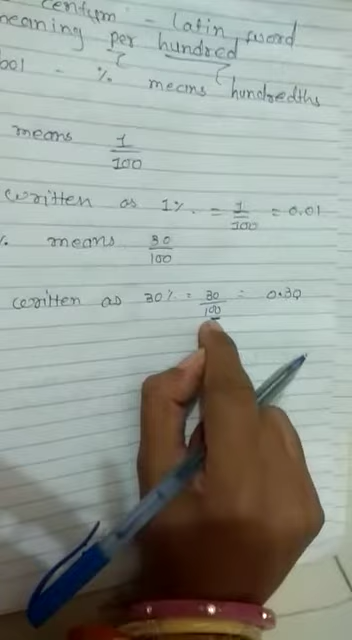 centum - latin word
meaning per hundred
bol - % means hundredths
means 1/100
written as 1% = 1/100 = 0.01
% means 30/100
written as 30% = 30/100 = 0.30